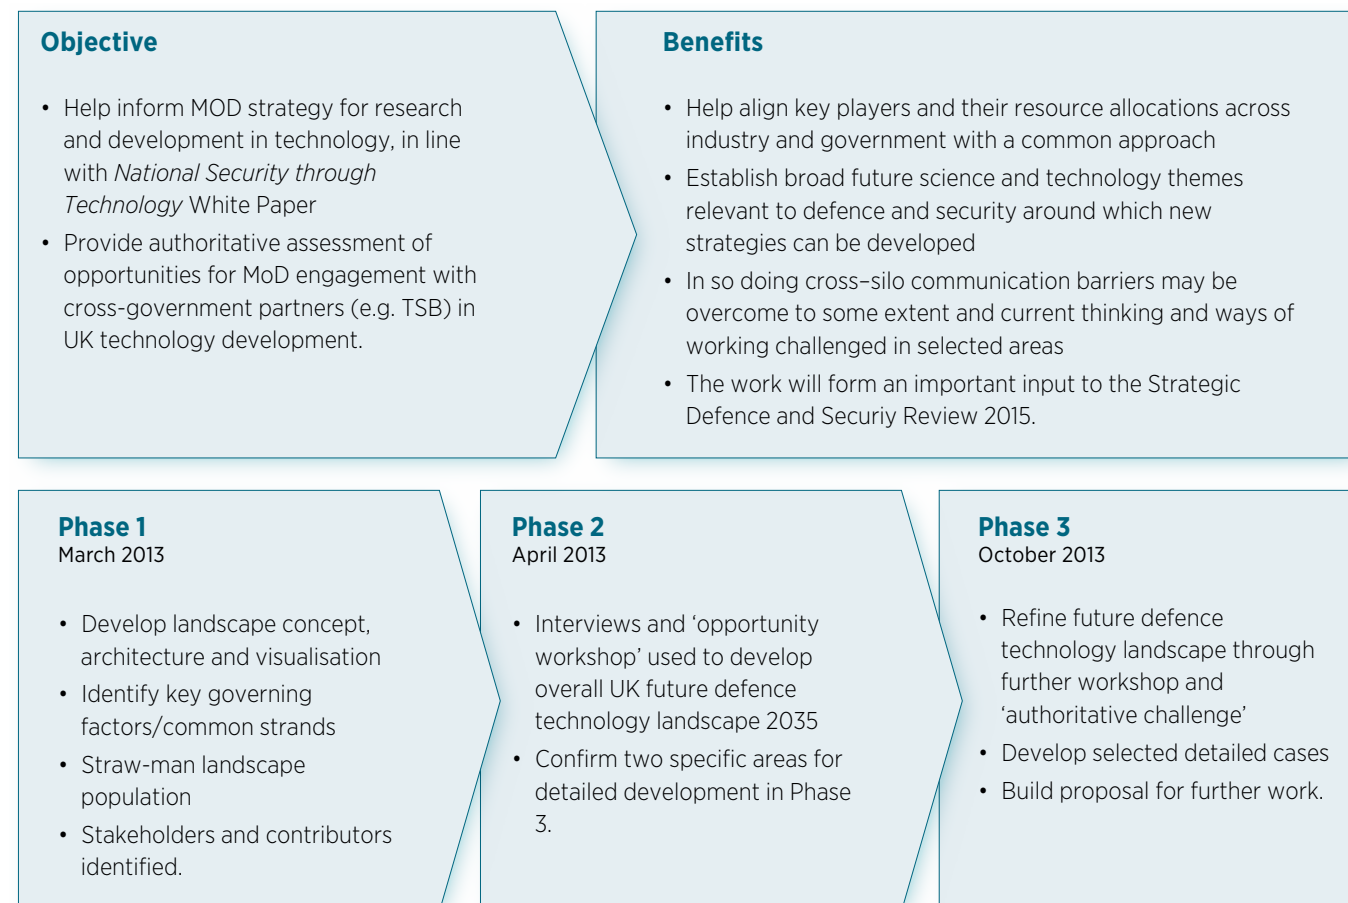 Objective
• Help inform MOD strategy for research
and development in technology, in line
with National Security through
Technology White Paper
• Provide authoritative assessment of
opportunities for MoD engagement with
cross-government partners (e.g. TSB) in
UK technology development.
Benefits
• Help align key players and their resource allocations across
industry and government with a common approach
• Establish broad future science and technology themes
relevant to defence and security around which new
strategies can be developed
• In so doing cross–silo communication barriers may be
overcome to some extent and current thinking and ways of
working challenged in selected areas
• The work will form an important input to the Strategic
Defence and Securiy Review 2015.
Phase 1
March 2013
• Develop landscape concept,
architecture and visualisation
• Identify key governing
factors/common strands
• Straw-man landscape
population
• Stakeholders and contributors
identified.
Phase 2
April 2013
• Interviews and ‘opportunity
workshop’ used to develop
overall UK future defence
technology landscape 2035
• Confirm two specific areas for
detailed development in Phase
3.
Phase 3
October 2013
• Refine future defence
technology landscape through
further workshop and
‘authoritative challenge’
• Develop selected detailed cases
• Build proposal for further work.